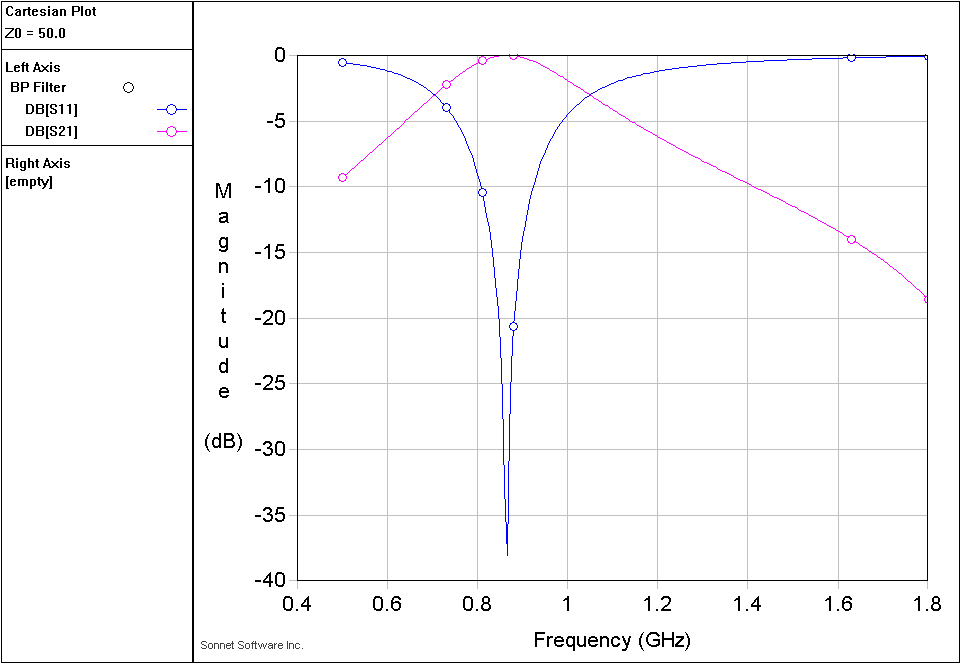 Cartesian Plot
Z0 = 50.0
Left Axis
BP Filter
DB[S11]
DB[S21]
Right Axis
[empty]
Magnitude
(dB)
0
-5
-10
-15
-20
-25
-30
-35
-40
0.4 0.6 0.8 1 1.2 1.4 1.6 1.8
Frequency (GHz)
Sonnet Software Inc.